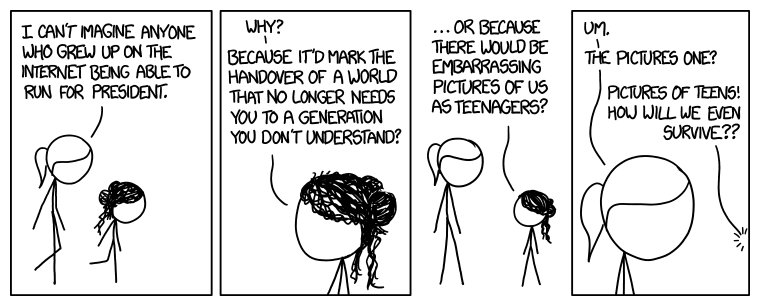 I CAN'T IMAGINE ANYONE
WHO GREW UP ON THE
INTERNET BEING ABLE TO
RUN FOR PRESIDENT.
WHY?
BECAUSE IT'D MARK THE
HANDOVER OF A WORLD
THAT NO LONGER NEEDS
YOU TO A GENERATION
YOU DON'T UNDERSTAND?
...OR BECAUSE
THERE WOULD BE
EMBARRASSING
PICTURES OF US
AS TEENAGERS?
UM.
THE PICTURES ONE?
PICTURES OF TEENS!
HOW WILL WE EVEN
SURVIVE??